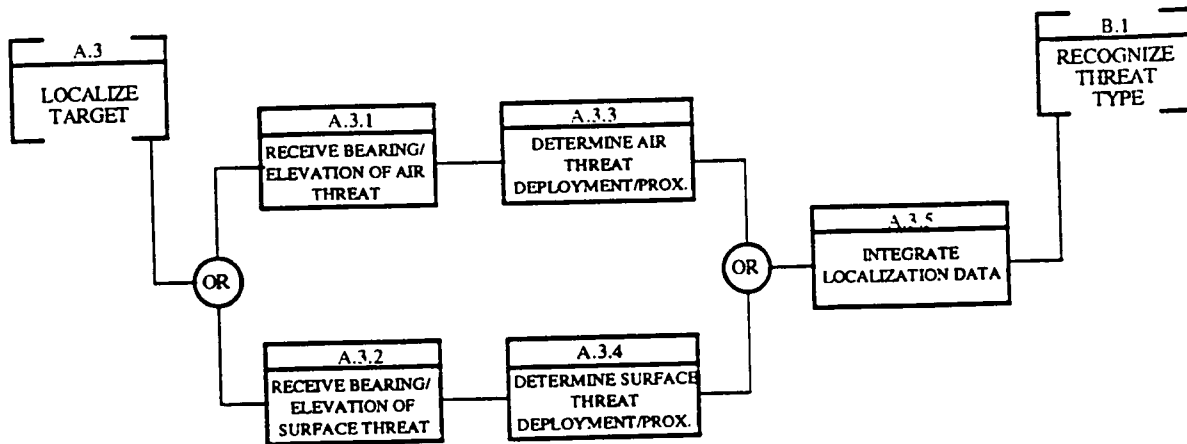 A.3
LOCALIZE
TARGET
B.1
RECOGNIZE
THREAT
TYPE
A.3.1
RECEIVE BEARING/
ELEVATION OF AIR
THREAT
A.3.3
DETERMINE AIR
THREAT
DEPLOYMENT/PROX.
OR
OR
A.3.5
INTEGRATE
LOCALIZATION DATA
A.3.2
RECEIVE BEARING/
ELEVATION OF
SURFACE THREAT
A.3.4
DETERMINE SURFACE
THREAT
DEPLOYMENT/PROX.